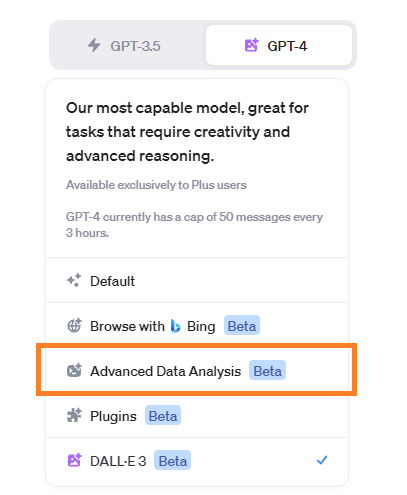 GPT-3.5
GPT-4
Our most capable model, great for
tasks that require creativity and
advanced reasoning.
Available exclusively to Plus users
GPT-4 currently has a cap of 50 messages every
3 hours.
Default
Browse with Bing Beta
Advanced Data Analysis Beta
Plugins Beta
DALL·E 3 Beta